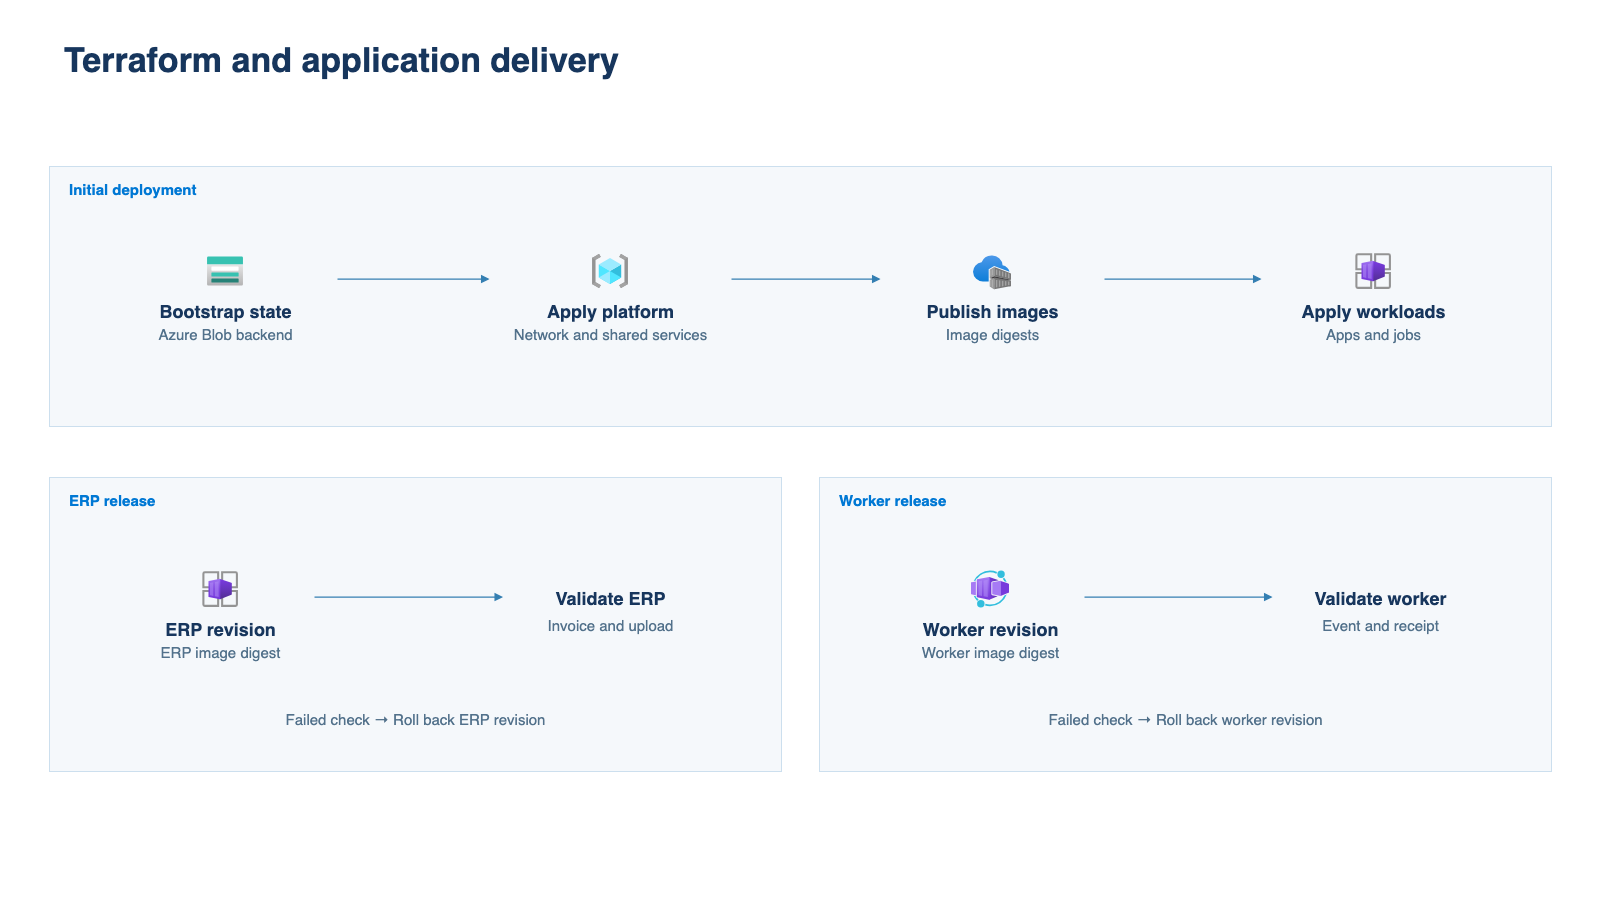 Terraform and application delivery
Initial deployment
Bootstrap state
Azure Blob backend
Apply platform
Network and shared services
Publish images
Image digests
Apply workloads
Apps and jobs
ERP release
ERP revision
ERP image digest
Validate ERP
Invoice and upload
Failed check → Roll back ERP revision
Worker release
Worker revision
Worker image digest
Validate worker
Event and receipt
Failed check → Roll back worker revision